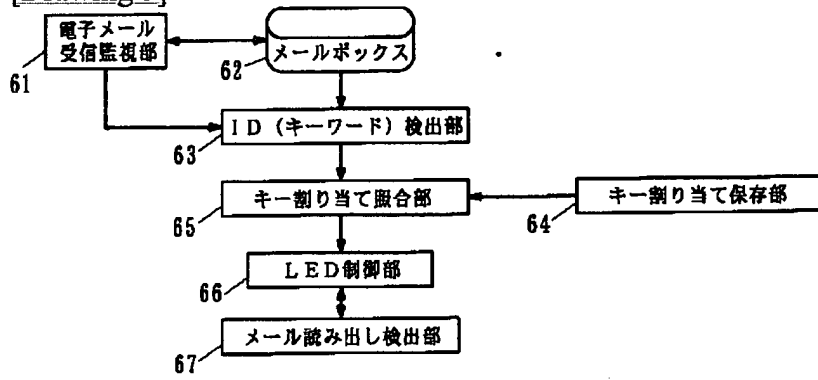 電子メール
受信監視部
61
メールボックス
62
ID（キーワード）検出部
63
キー割り当て照合部
65
キー割り当て保存部
64
LED制御部
66
メール読み出し検出部
67